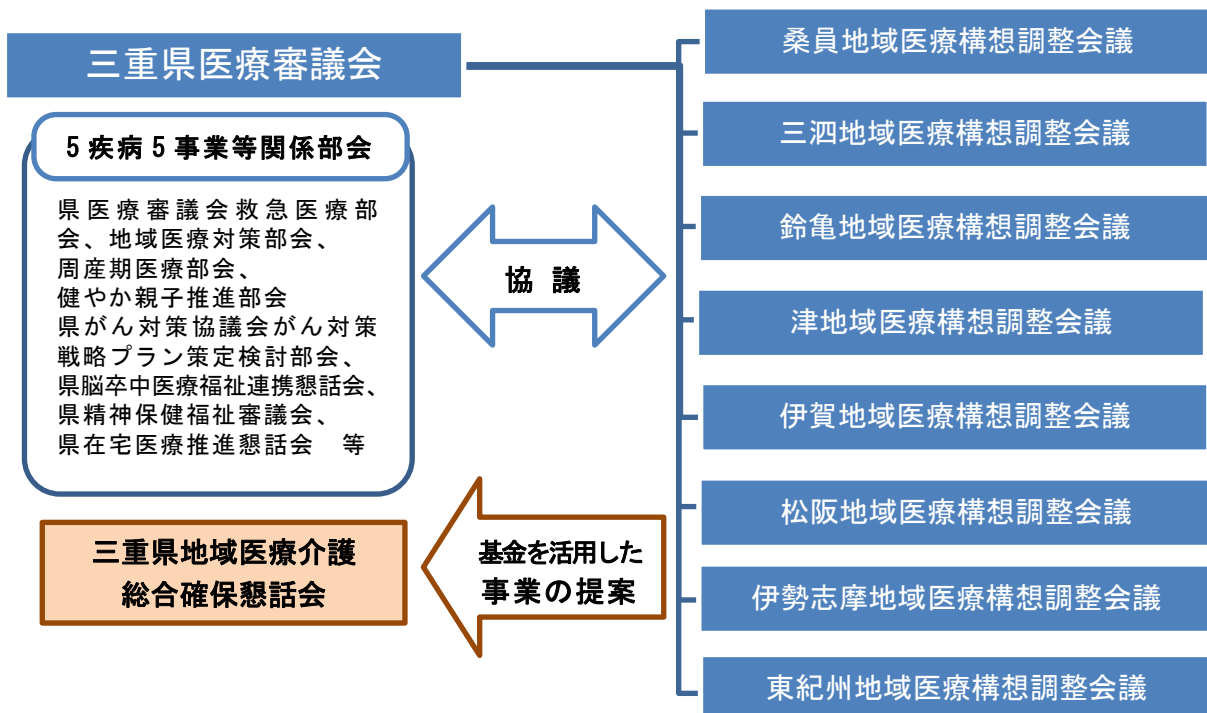 三重県医療審議会
5疾病5事業等関係部会
県医療審議会救急医療部
会、地域医療対策部会、
周産期医療部会、
健やか親子推進部会
県がん対策協議会がん対策
戦略プラン策定検討部会、
県脳卒中医療福祉連携懇話会、
県精神保健福祉審議会、
県在宅医療推進懇話会　等
三重県地域医療介護
総合確保懇話会
協 議
基金を活用した
事業の提案
桑員地域医療構想調整会議
三泗地域医療構想調整会議
鈴亀地域医療構想調整会議
津地域医療構想調整会議
伊賀地域医療構想調整会議
松阪地域医療構想調整会議
伊勢志摩地域医療構想調整会議
東紀州地域医療構想調整会議